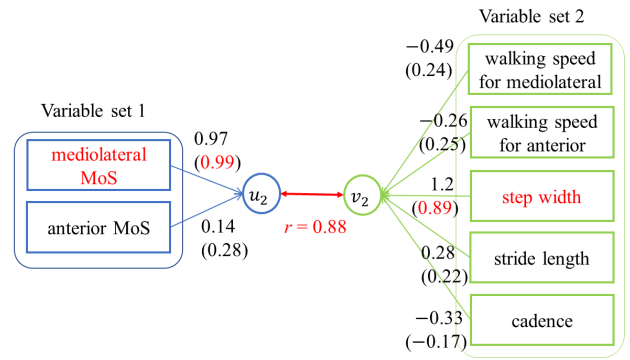 Variable set 2
−0.49
(0.24)
walking speed
for mediolateral
Variable set 1
0.97
(0.99)
mediolateral
MoS
−0.26
(0.25)
walking speed
for anterior
u₂
v₂
1.2
(0.89)
step width
anterior MoS
0.14
(0.28)
r = 0.88
0.28
(0.22)
stride length
−0.33
(−0.17)
cadence